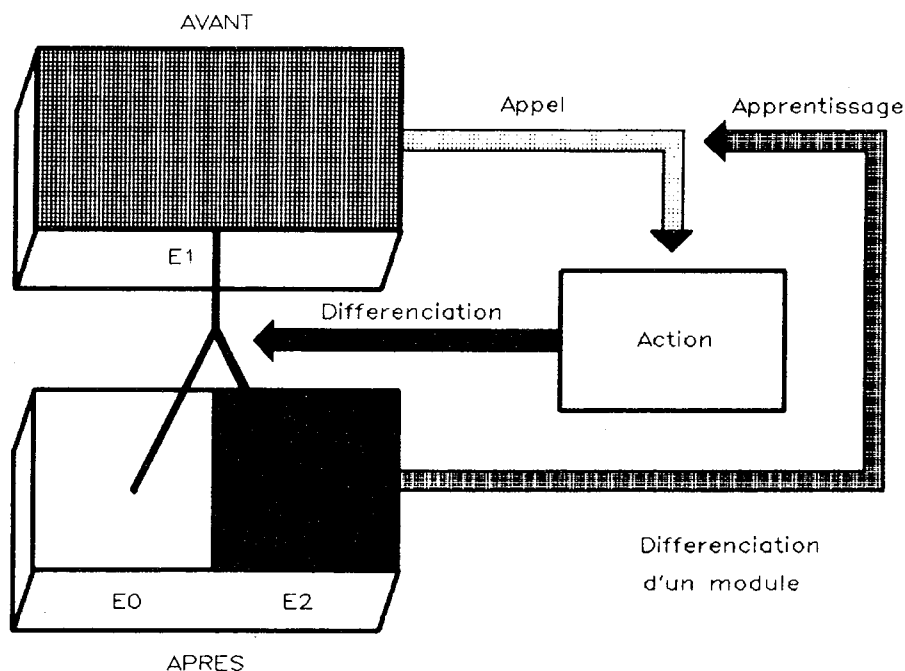 AVANT
Appel
Apprentissage
E1
Differenciation
Action
Differenciation
d'un module
E0
E2
APRES